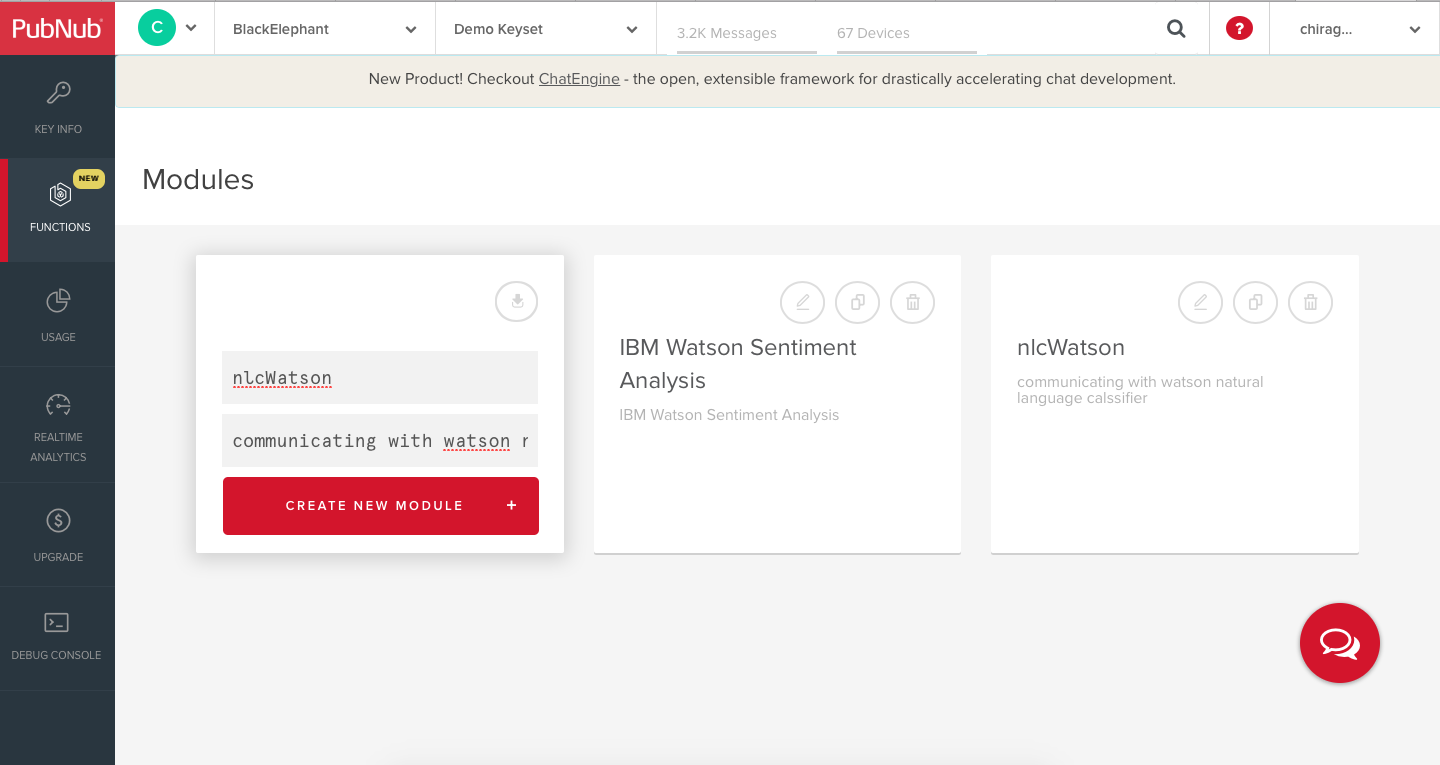 PubNub
C
BlackElephant
Demo Keyset
3.2K Messages
67 Devices
?
chirag...
New Product! Checkout ChatEngine - the open, extensible framework for drastically accelerating chat development.
KEY INFO
NEW
FUNCTIONS
USAGE
REALTIME
ANALYTICS
UPGRADE
DEBUG CONSOLE
Modules
nlcWatson
communicating with watson
CREATE NEW MODULE +
IBM Watson Sentiment
Analysis
IBM Watson Sentiment Analysis
nlcWatson
communicating with watson natural
language calssifier